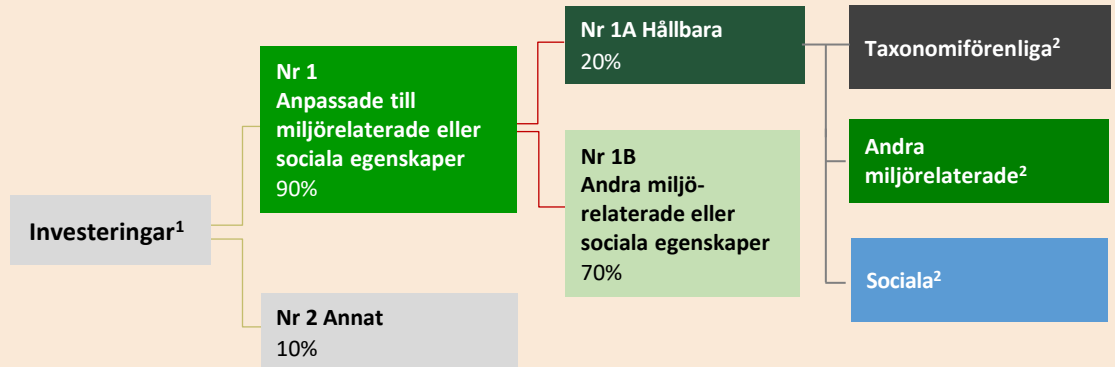 Investeringar¹
Nr 1
Anpassade till
miljörelaterade eller
sociala egenskaper
90%
Nr 2 Annat
10%
Nr 1A Hållbara
20%
Nr 1B
Andra miljö-
relaterade eller
sociala egenskaper
70%
Taxonomiförenliga²
Andra
miljörelaterade²
Sociala²